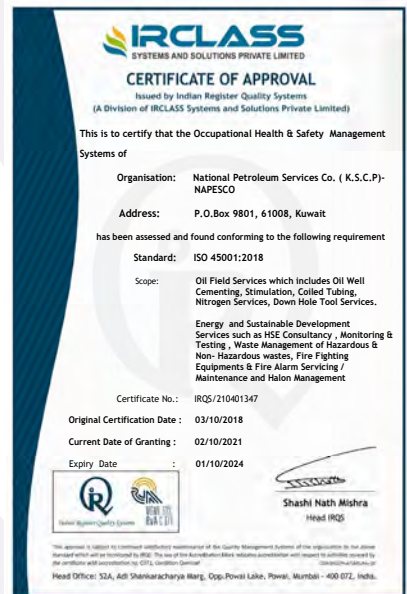 IRCLASS
SYSTEMS AND SOLUTIONS PRIVATE LIMITED
CERTIFICATE OF APPROVAL
Issued by Indian Register Quality Systems
(A Division of IRCLASS Systems and Solutions Private Limited)
This is to certify that the Occupational Health & Safety Management
Systems of
Organisation: National Petroleum Services Co. ( K.S.C.P)-
NAPESCO
Address: P.O.Box 9801, 61008, Kuwait
has been assessed and found conforming to the following requirement
Standard: ISO 45001:2018
Scope: Oil Field Services which includes Oil Well
Cementing, Stimulation, Coiled Tubing,
Nitrogen Services, Down Hole Tool Services.
Energy and Sustainable Development
Services such as HSE Consultancy , Monitoring &
Testing , Waste Management of Hazardous &
Non- Hazardous wastes, Fire Fighting
Equipments & Fire Alarm Servicing /
Maintenance and Halon Management
Certificate No.: IRQS/210401347
Original Certification Date : 03/10/2018
Current Date of Granting : 02/10/2021
Expiry Date : 01/10/2024
Indian Register Quality Systems
Shashi Nath Mishra
Head IRQS
Head Office: 52A, Adi Shankaracharya Marg, Opp.Powai Lake, Powai, Mumbai - 400 072, India.